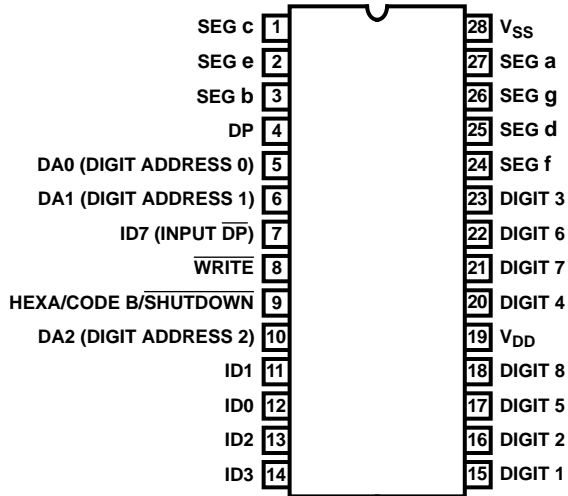 SEG c 1 28 VSS
SEG e 2 27 SEG a
SEG b 3 26 SEG g
DP 4 25 SEG d
DA0 (DIGIT ADDRESS 0) 5 24 SEG f
DA1 (DIGIT ADDRESS 1) 6 23 DIGIT 3
ID7 (INPUT DP) 7 22 DIGIT 6
WRITE 8 21 DIGIT 7
HEXA/CODE B/SHUTDOWN 9 20 DIGIT 4
DA2 (DIGIT ADDRESS 2) 10 19 VDD
ID1 11 18 DIGIT 8
ID0 12 17 DIGIT 5
ID2 13 16 DIGIT 2
ID3 14 15 DIGIT 1